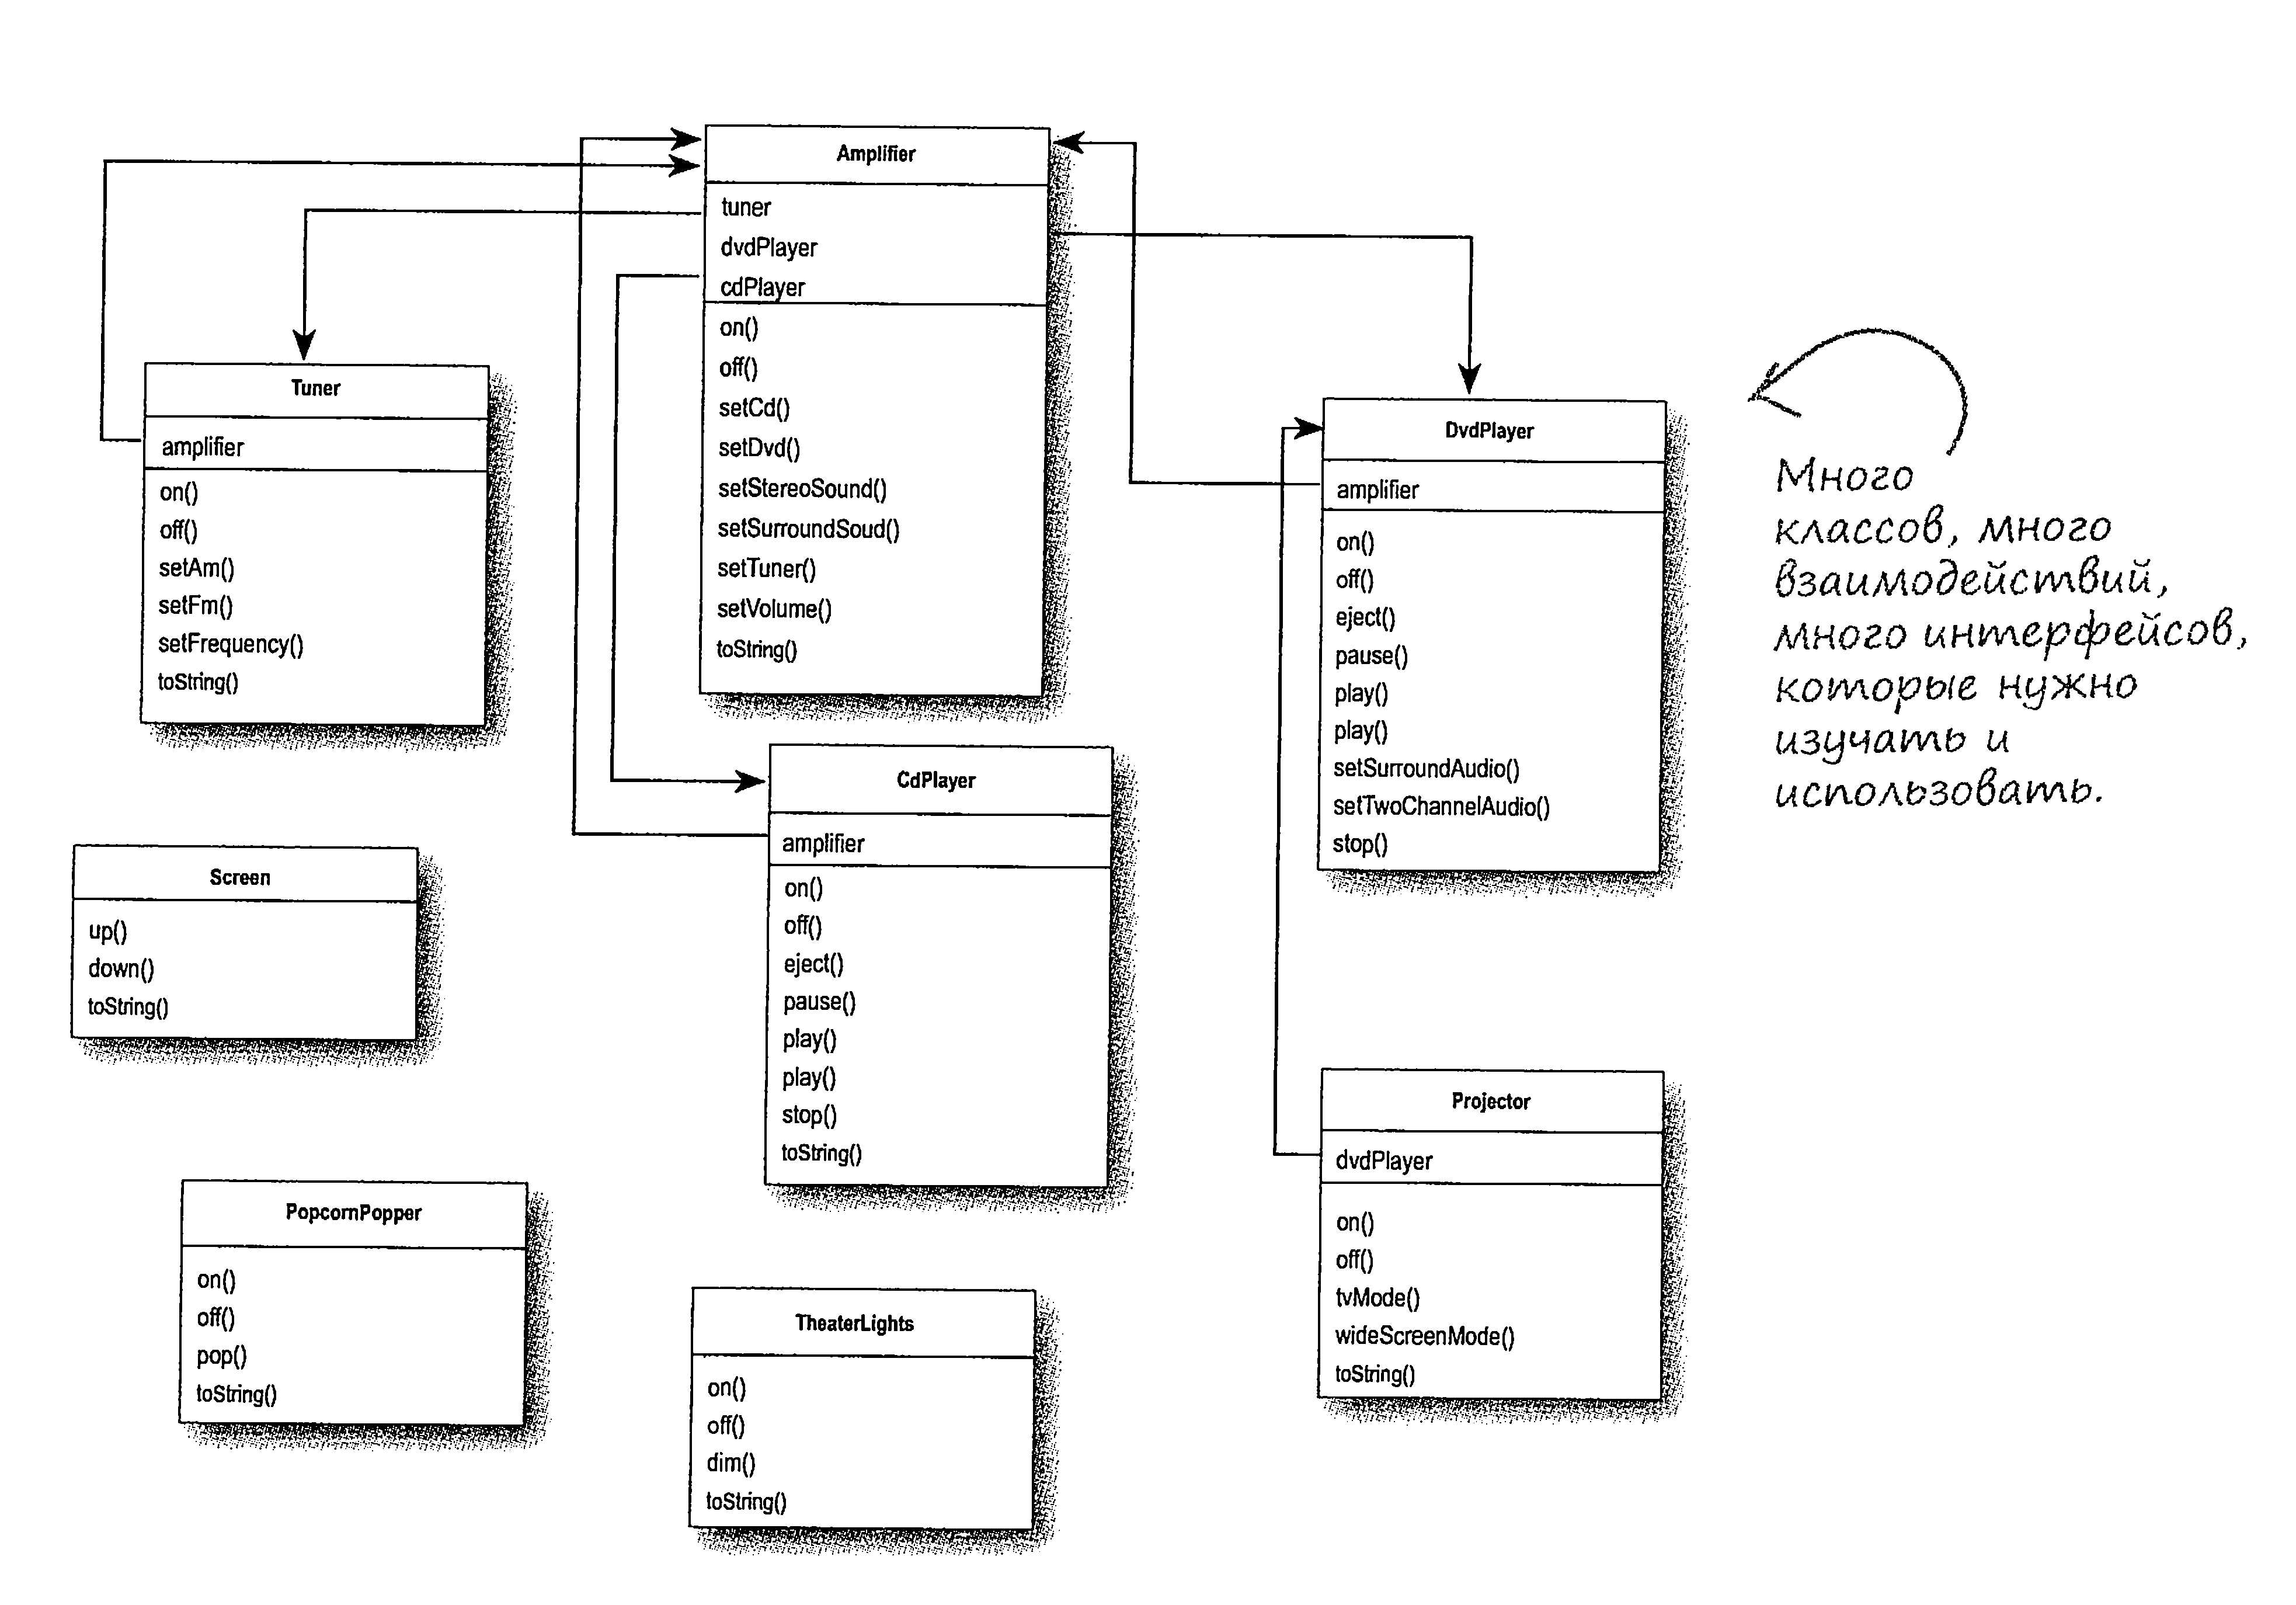 Amplifier
tuner
dvdPlayer
cdPlayer
on()
off()
setCd()
setDvd()
setStereoSound()
setSurroundSoud()
setTuner()
setVolume()
toString()
Tuner
amplifier
on()
off()
setAm()
setFm()
setFrequency()
toString()
DvdPlayer
amplifier
on()
off()
eject()
pause()
play()
play()
setSurroundAudio()
setTwoChannelAudio()
stop()
Много
классов, много
взаимодействий,
много интерфейсов,
которые нужно
изучать и
использовать.
CdPlayer
amplifier
on()
off()
eject()
pause()
play()
play()
stop()
toString()
Screen
up()
down()
toString()
Projector
dvdPlayer
on()
off()
tvMode()
wideScreenMode()
toString()
PopcornPopper
on()
off()
pop()
toString()
TheaterLights
on()
off()
dim()
toString()